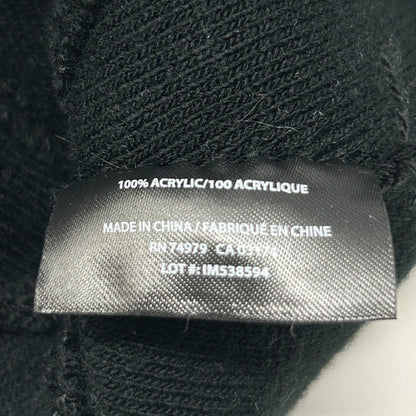 100% ACRYLIC/100 ACRYLIQUE
MADE IN CHINA / FABRIQUÉ EN CHINE
RN 74979 CA 03174
LOT #: IM538594